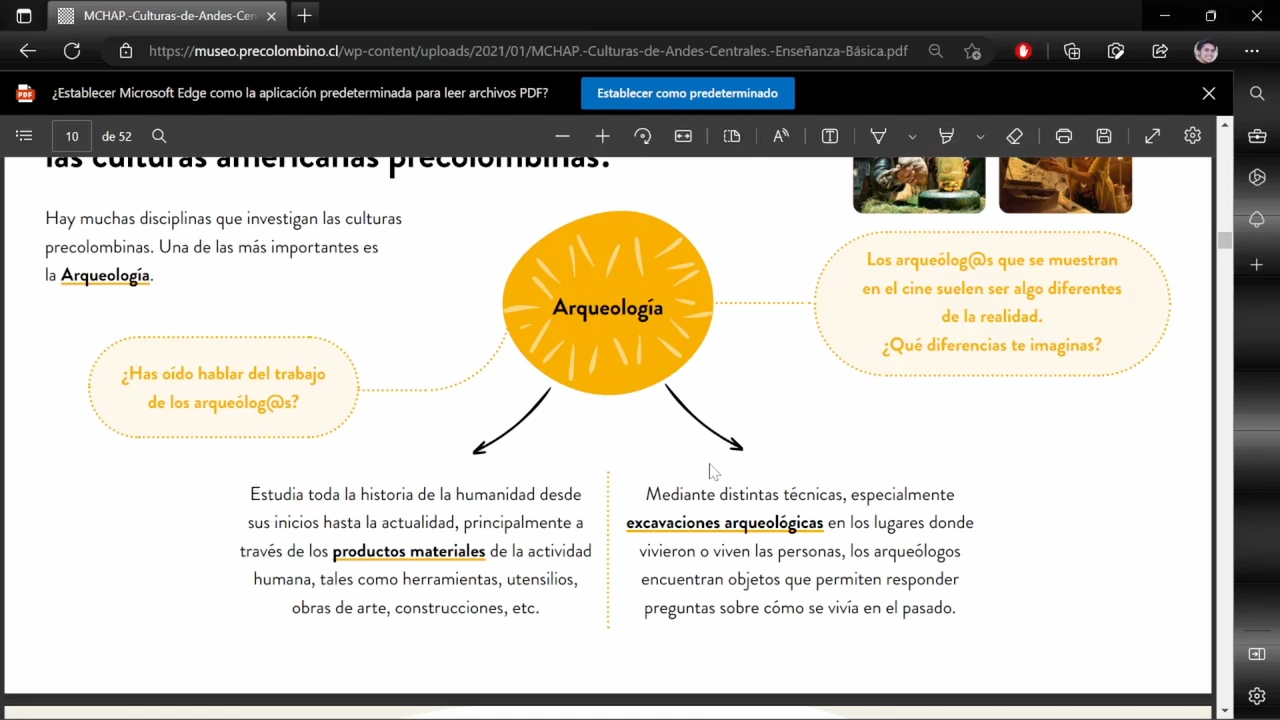 MCHAP.-Culturas-de-Andes-Cen
https://museo.precolombino.cl/wp-content/uploads/2021/01/MCHAP.-Culturas-de-Andes-Centrales.-Enseñanza-Básica.pdf
¿Establecer Microsoft Edge como la aplicación predeterminada para leer archivos PDF?
Establecer como predeterminado
10 de 52
las culturas americanas precolombinas?
Hay muchas disciplinas que investigan las culturas
precolombinas. Una de las más importantes es
la Arqueología.
Arqueología
Los arqueólog@s que se muestran
en el cine suelen ser algo diferentes
de la realidad.
¿Qué diferencias te imaginas?
¿Has oído hablar del trabajo
de los arqueólog@s?
Estudia toda la historia de la humanidad desde
sus inicios hasta la actualidad, principalmente a
través de los productos materiales de la actividad
humana, tales como herramientas, utensilios,
obras de arte, construcciones, etc.
Mediante distintas técnicas, especialmente
excavaciones arqueológicas en los lugares donde
vivieron o viven las personas, los arqueólogos
encuentran objetos que permiten responder
preguntas sobre cómo se vivía en el pasado.